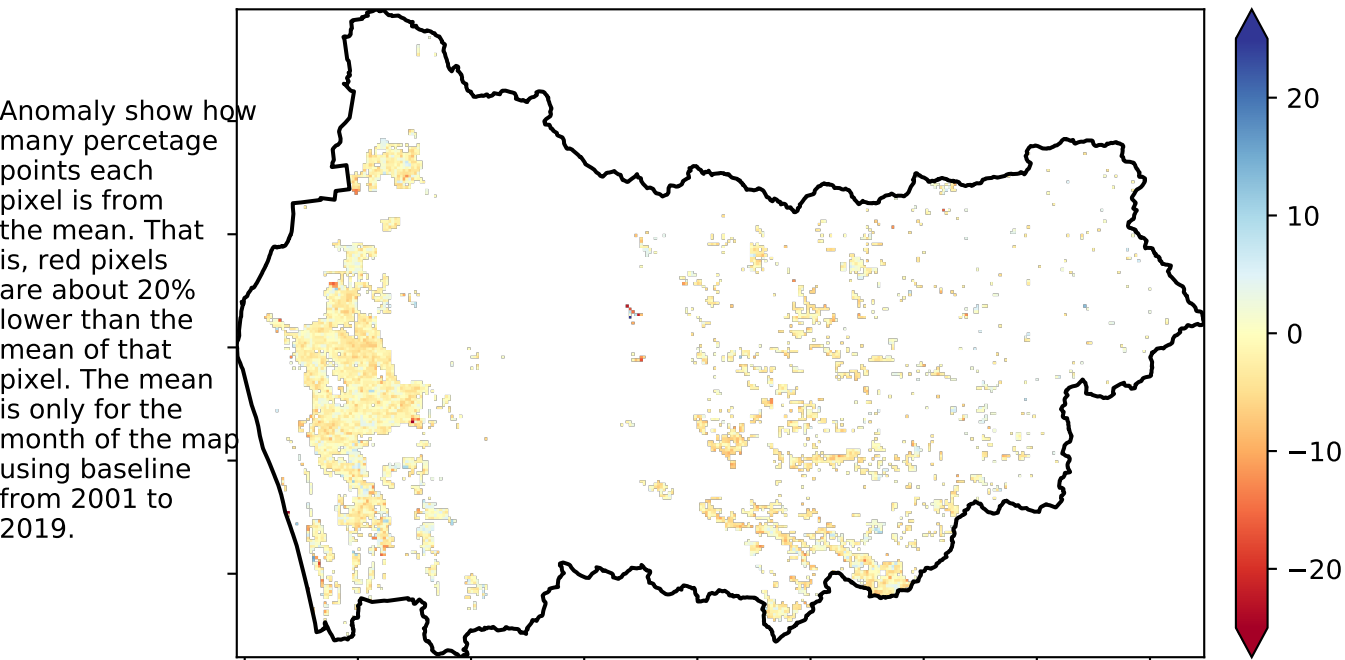 Anomaly show how
many percetage
points each
pixel is from
the mean. That
is, red pixels
are about 20%
lower than the
mean of that
pixel. The mean
is only for the
month of the map
using baseline
from 2001 to
2019.
20
10
0
−10
−20